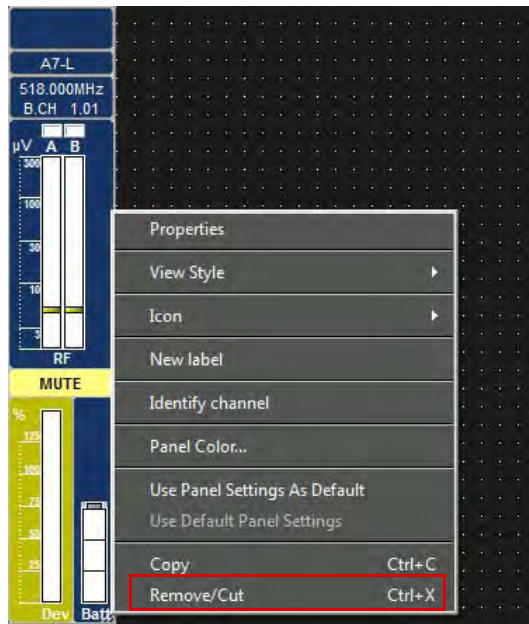 A7-L
518.000MHz
B.CH 1.01
µV A B
300
100
30
10
3
RF
MUTE
%
125
100
75
50
25
Dev Batt
Properties
View Style
Icon
New label
Identify channel
Panel Color...
Use Panel Settings As Default
Use Default Panel Settings
Copy Ctrl+C
Remove/Cut Ctrl+X